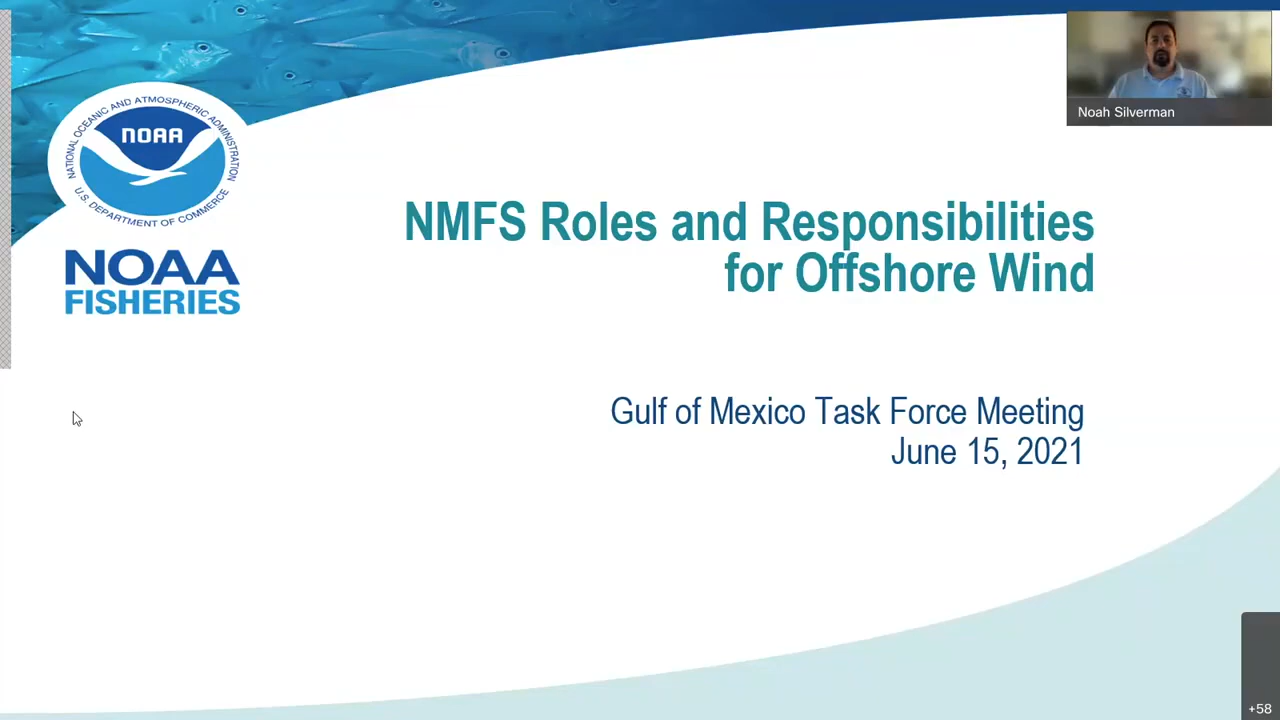 Noah Silverman
NATIONAL OCEANIC AND ATMOSPHERIC ADMINISTRATION
NOAA
U.S. DEPARTMENT OF COMMERCE
NOAA
FISHERIES
NMFS Roles and Responsibilities
for Offshore Wind
Gulf of Mexico Task Force Meeting
June 15, 2021
+58